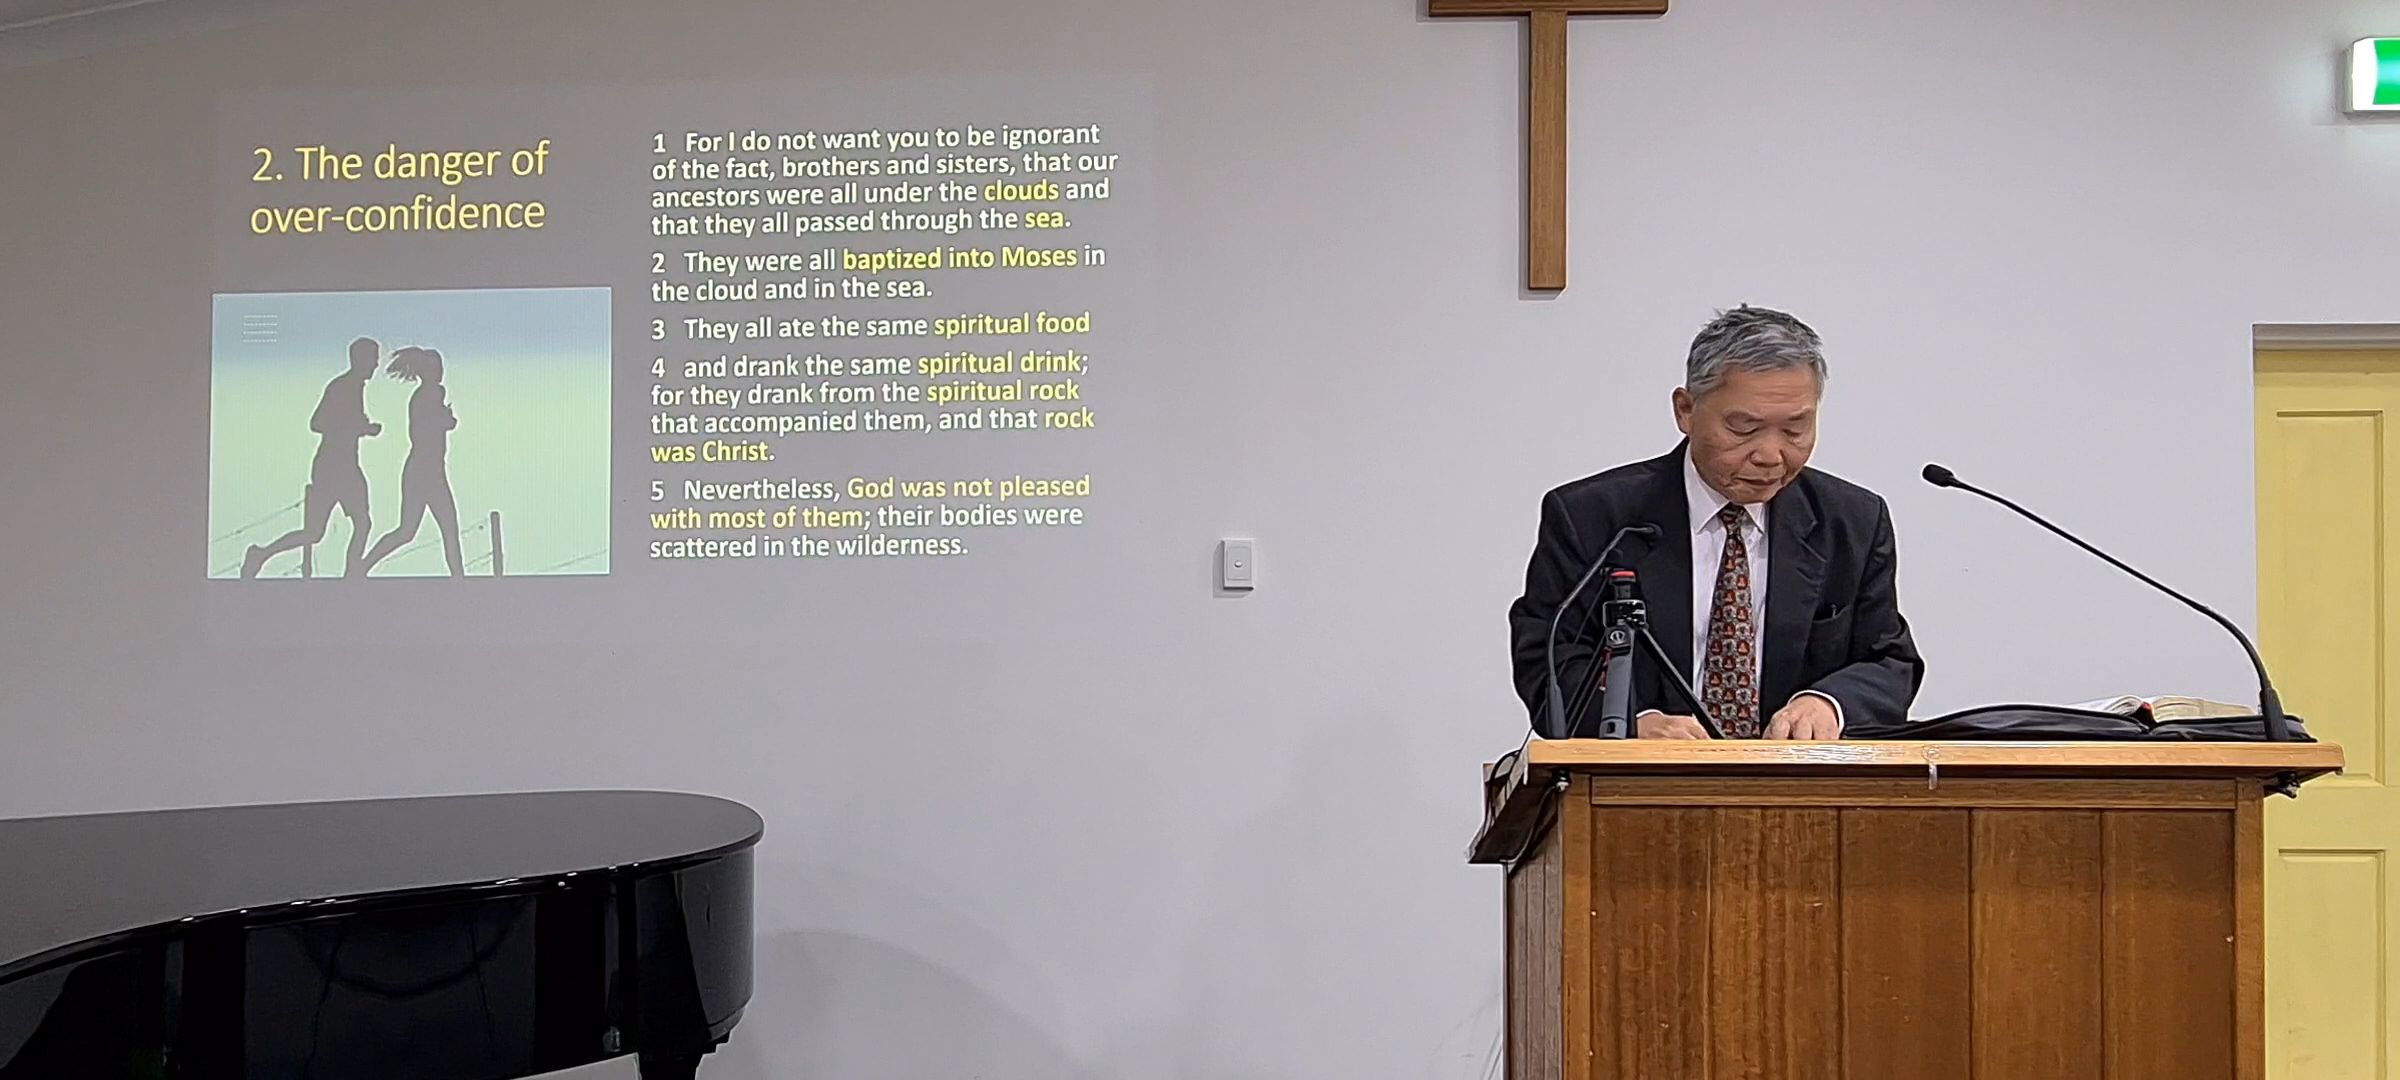 2. The danger of
over-confidence
1 For I do not want you to be ignorant
of the fact, brothers and sisters, that our
ancestors were all under the clouds and
that they all passed through the sea.
2 They were all baptized into Moses in
the cloud and in the sea.
3 They all ate the same spiritual food
4 and drank the same spiritual drink;
for they drank from the spiritual rock
that accompanied them, and that rock
was Christ.
5 Nevertheless, God was not pleased
with most of them; their bodies were
scattered in the wilderness.